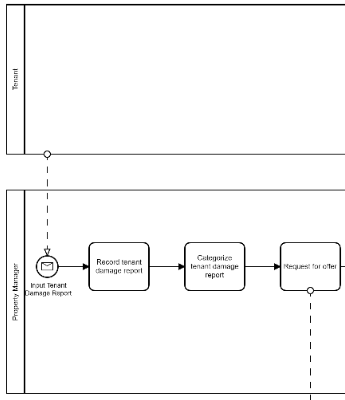 Tenant
Property Manager
Input Tenant
Damage Report
Record tenant
damage report
Categorize
tenant damage
report
Request for offer